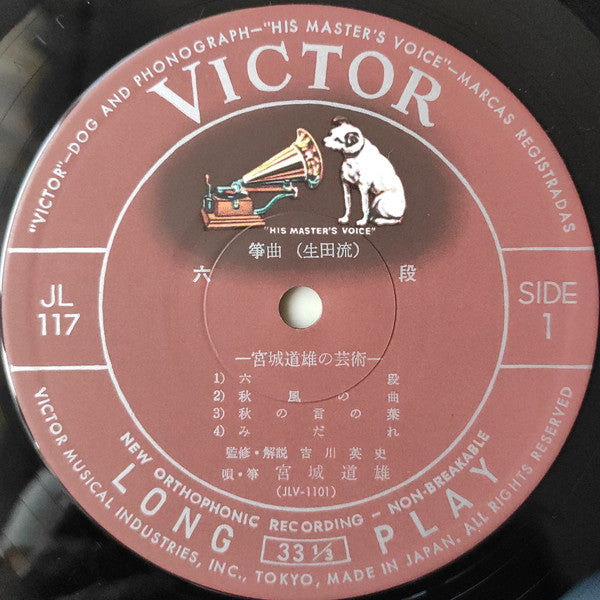 "VICTOR"—DOG AND PHONOGRAPH—"HIS MASTER'S VOICE"—MARCAS REGISTRADAS
VICTOR
"HIS MASTER'S VOICE"
箏曲（生田流）
六 段
JL
117
SIDE
1
—宮城道雄の芸術—
1) 六 段
2) 秋 風 の 曲
3) 秋 の 言 の 葉
4) み だ れ
監修・解説 吉川英史
唄・箏 宮城道雄
(JLV-1101)
NEW ORTHOPHONIC RECORDING – NON-BREAKABLE
LONG 33⅓ PLAY
VICTOR MUSICAL INDUSTRIES, INC., TOKYO, MADE IN JAPAN. ALL RIGHTS RESERVED